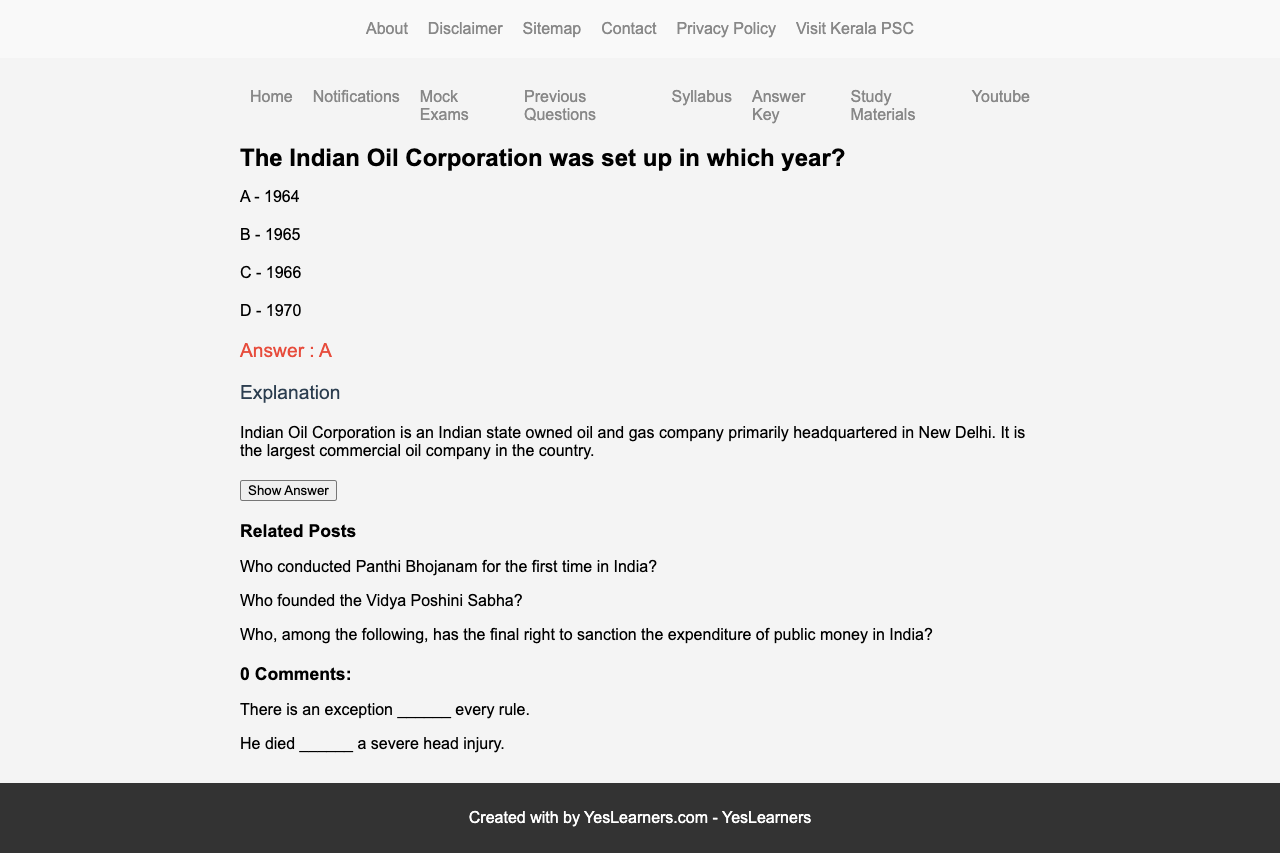 About Disclaimer Sitemap Contact Privacy Policy Visit Kerala PSC
Home Notifications Mock Exams Previous Questions Syllabus Answer Key Study Materials Youtube
The Indian Oil Corporation was set up in which year?
A - 1964
B - 1965
C - 1966
D - 1970
Answer : A
Explanation
Indian Oil Corporation is an Indian state owned oil and gas company primarily headquartered in New Delhi. It is
the largest commercial oil company in the country.
Show Answer
Related Posts
Who conducted Panthi Bhojanam for the first time in India?
Who founded the Vidya Poshini Sabha?
Who, among the following, has the final right to sanction the expenditure of public money in India?
0 Comments:
There is an exception ______ every rule.
He died ______ a severe head injury.
Created with by YesLearners.com - YesLearners